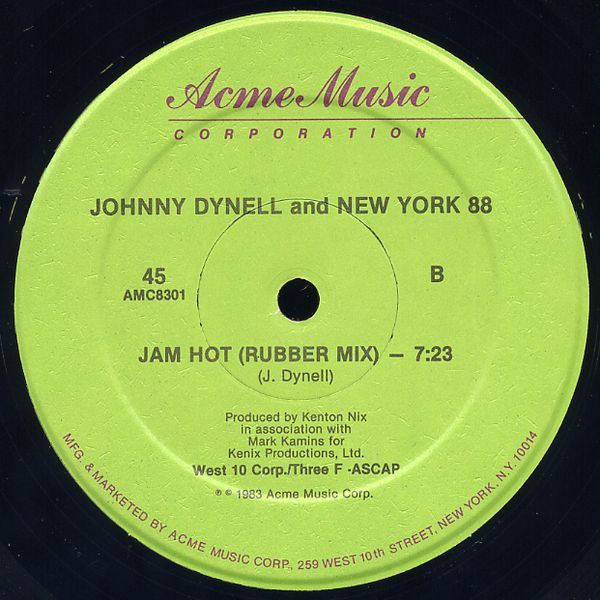 Acme Music
CORPORATION
JOHNNY DYNELL and NEW YORK 88
45
AMC8301
B
JAM HOT (RUBBER MIX) — 7:23
(J. Dynell)
Produced by Kenton Nix
in association with
Mark Kamins for
Kenix Productions, Ltd.
West 10 Corp./Three F -ASCAP
℗ © 1983 Acme Music Corp.
MFG. & MARKETED BY ACME MUSIC CORP., 259 WEST 10th STREET, NEW YORK, N.Y. 10014